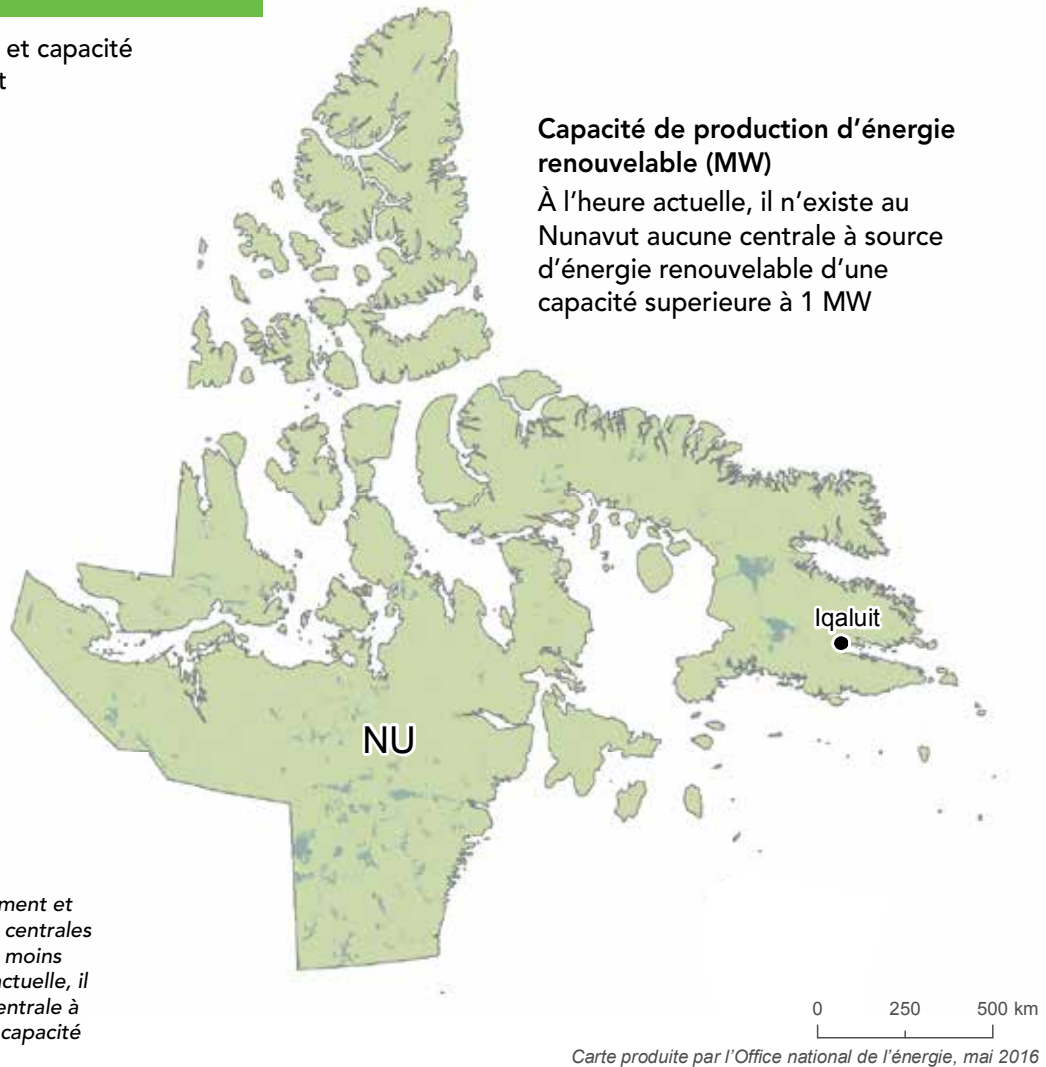 et capacité
t
Capacité de production d'énergie
renouvelable (MW)
À l'heure actuelle, il n'existe au
Nunavut aucune centrale à source
d'énergie renouvelable d'une
capacité superieure à 1 MW
Iqaluit
NU
ment et
centrales
moins
ctuelle, il
entrale à
capacité
0 250 500 km
Carte produite par l'Office national de l'énergie, mai 2016